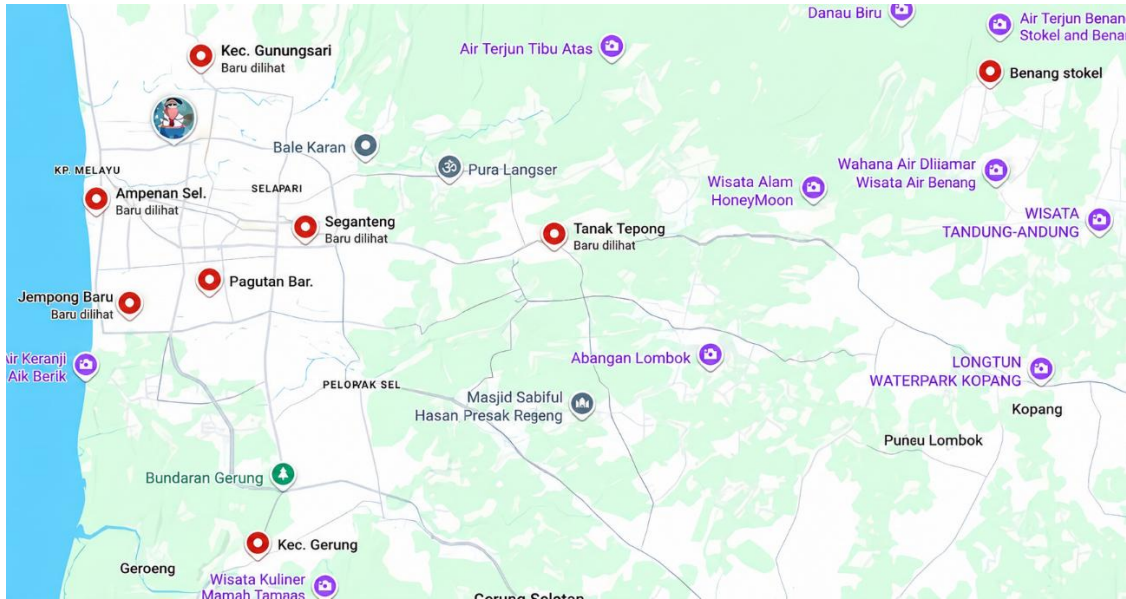 Danau Biru
Air Terjun Benan
Stokel and Benan
Kec. Gunungsari
Baru dilihat
Air Terjun Tibu Atas
Benang stokel
Bale Karan
Pura Langser
KP. MELAYU
Ampenan Sel.
Baru dilihat
SELAPARI
Wisata Alam
HoneyMoon
Wahana Air Dliiamar
Wisata Air Benang
WISATA
TANDUNG-ANDUNG
Seganteng
Baru dilihat
Tanak Tepong
Baru dilihat
Pagutan Bar.
Jempong Baru
Baru dilihat
Air Keranji
Aik Berik
Abangan Lombok
LONGTUN
WATERPARK KOPANG
Kopang
Masjid Sabiful
Hasan Presak Regeng
Puneu Lombok
Bundaran Gerung
Kec. Gerung
Geroeng
Wisata Kuliner
Mamah Tamaas
Gerung Selatan